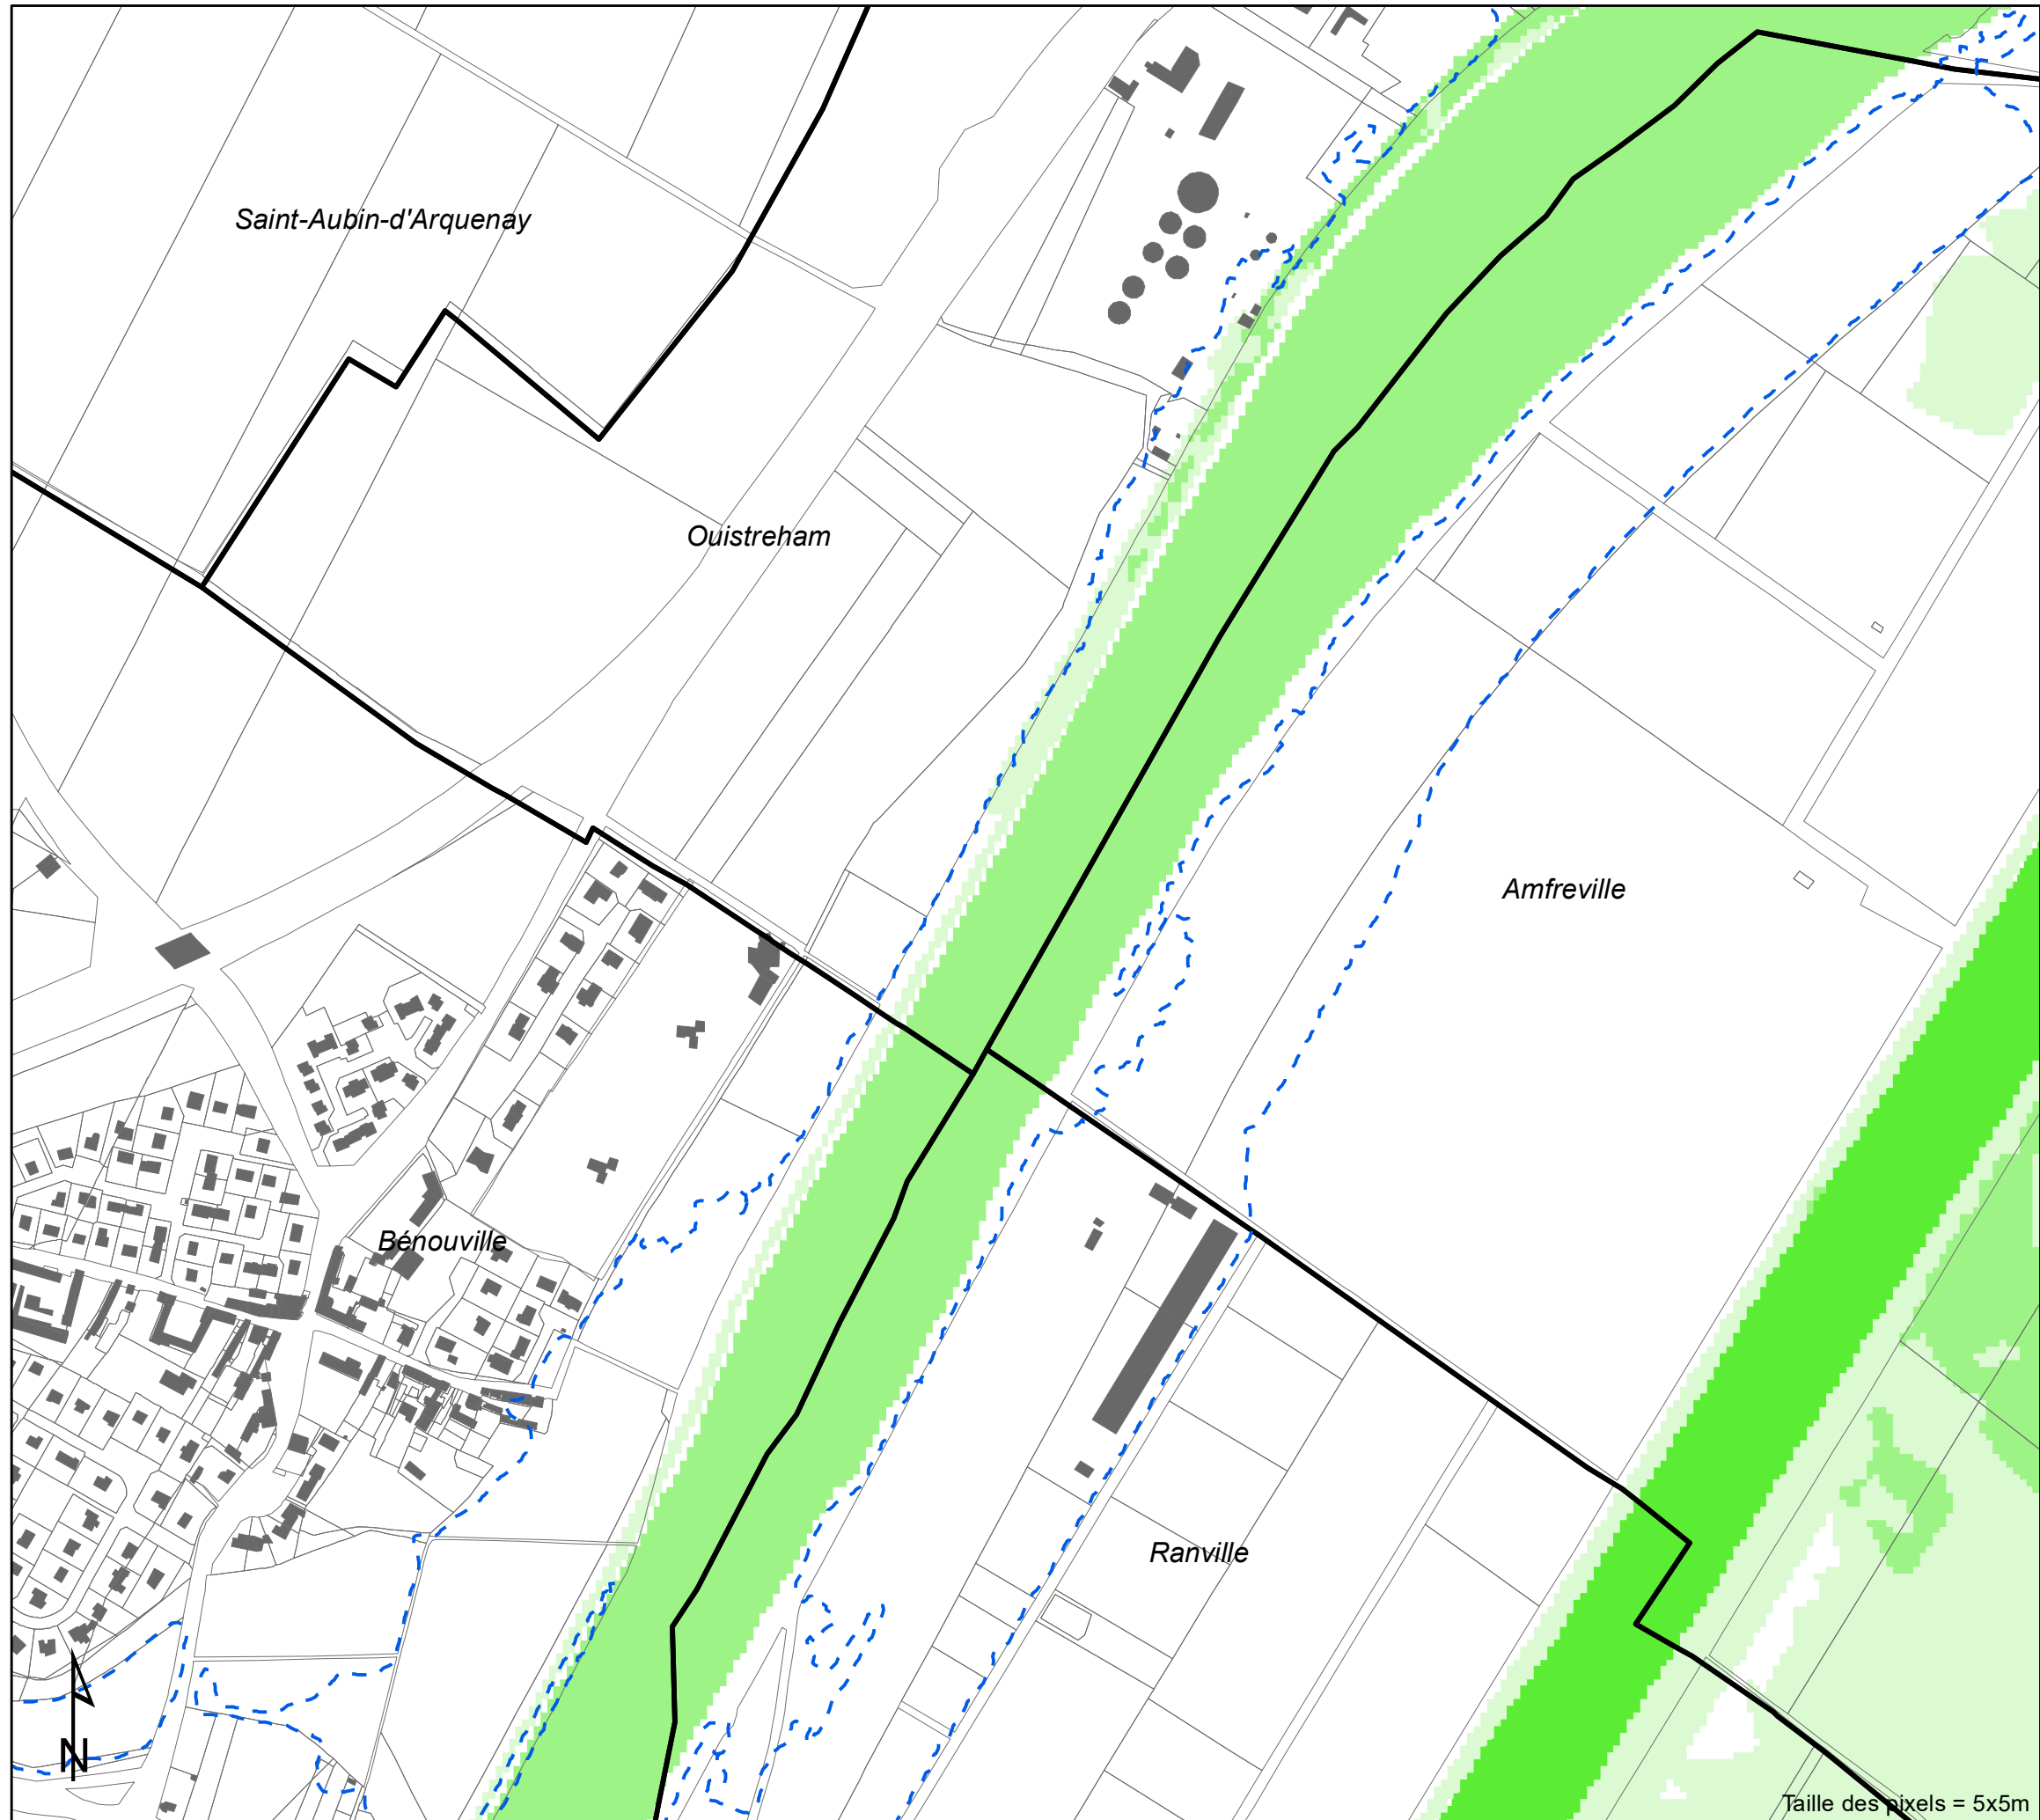 Saint-Aubin-d'Arquenay
Ouistreham
Amfreville
Bénouville
Ranville
N
Taille des pixels = 5x5m